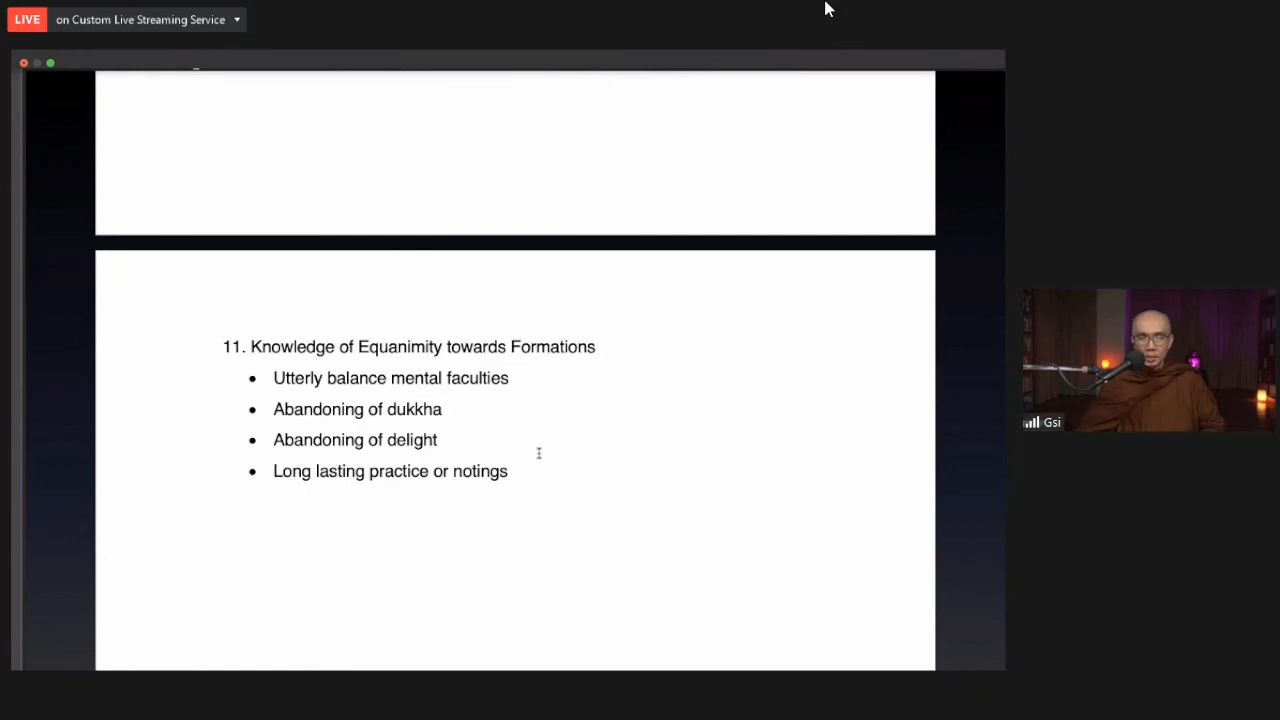 LIVE on Custom Live Streaming Service
11. Knowledge of Equanimity towards Formations
• Utterly balance mental faculties
• Abandoning of dukkha
• Abandoning of delight
• Long lasting practice or notings
Gsi